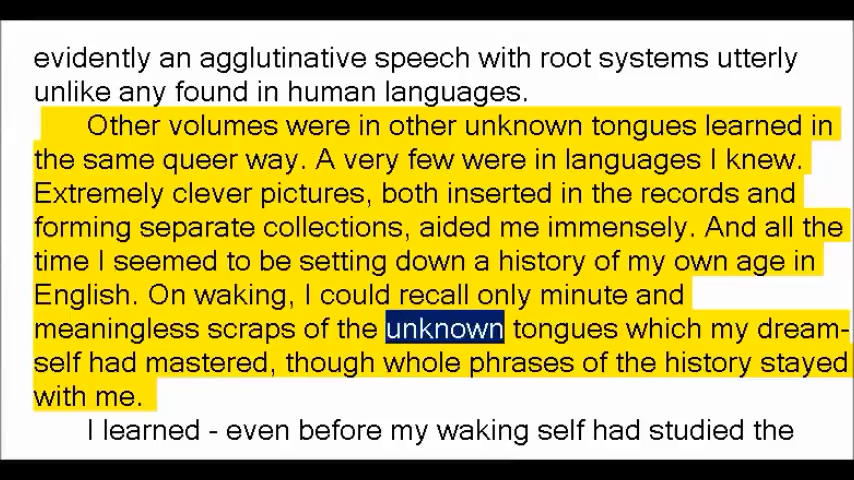 evidently an agglutinative speech with root systems utterly
unlike any found in human languages.
Other volumes were in other unknown tongues learned in
the same queer way. A very few were in languages I knew.
Extremely clever pictures, both inserted in the records and
forming separate collections, aided me immensely. And all the
time I seemed to be setting down a history of my own age in
English. On waking, I could recall only minute and
meaningless scraps of the unknown tongues which my dream-
self had mastered, though whole phrases of the history stayed
with me.
I learned - even before my waking self had studied the